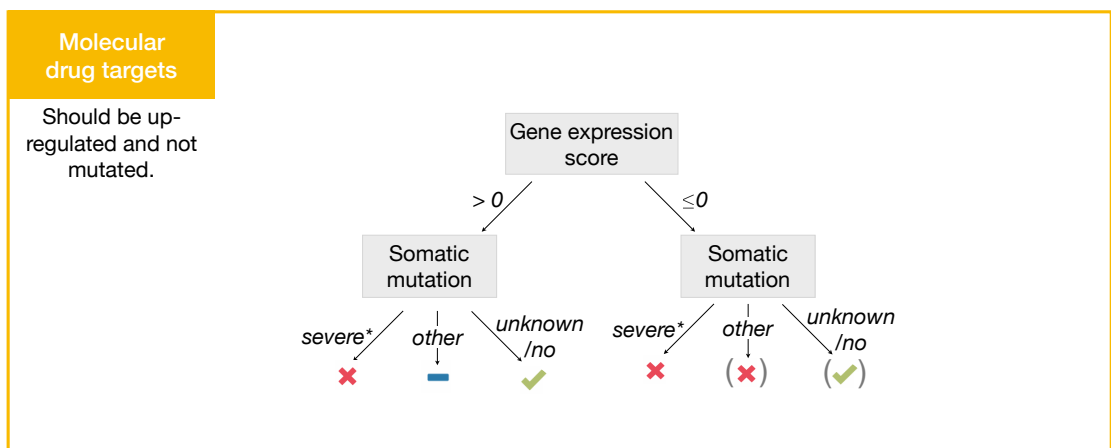 Molecular
drug targets
Should be up-
regulated and not
mutated.
Gene expression
score
> 0
≤0
Somatic
mutation
Somatic
mutation
severe*
other
unknown
/no
severe*
other
unknown
/no
( )
( )